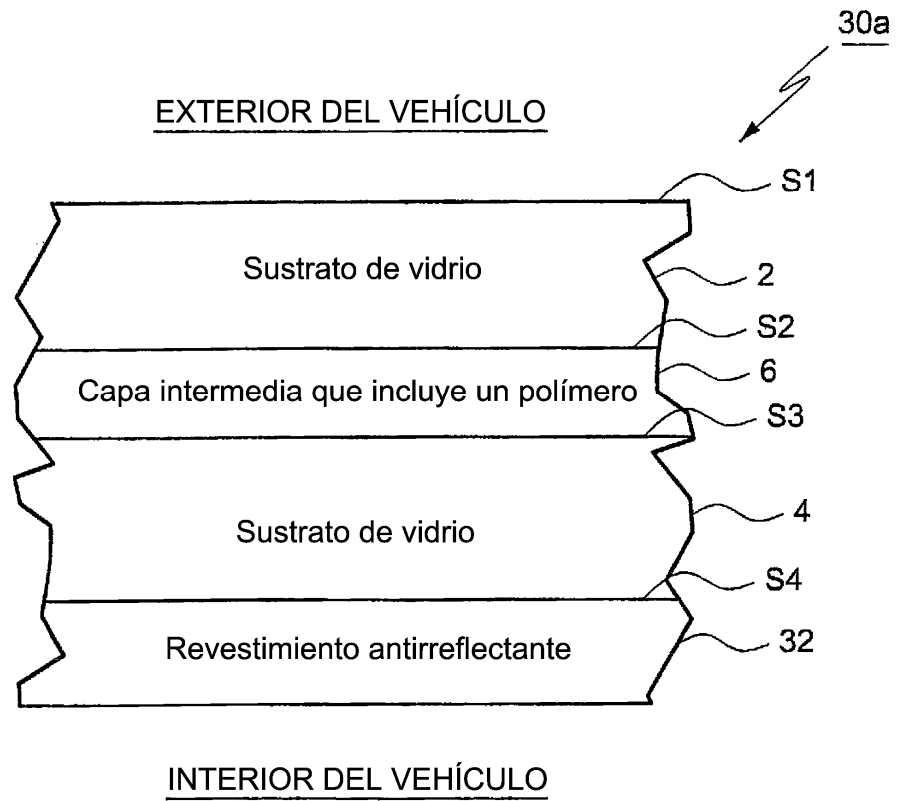 30a
EXTERIOR DEL VEHÍCULO
S1
Sustrato de vidrio
2
S2
6
Capa intermedia que incluye un polímero
S3
4
Sustrato de vidrio
S4
Revestimiento antirreflectante
32
INTERIOR DEL VEHÍCULO